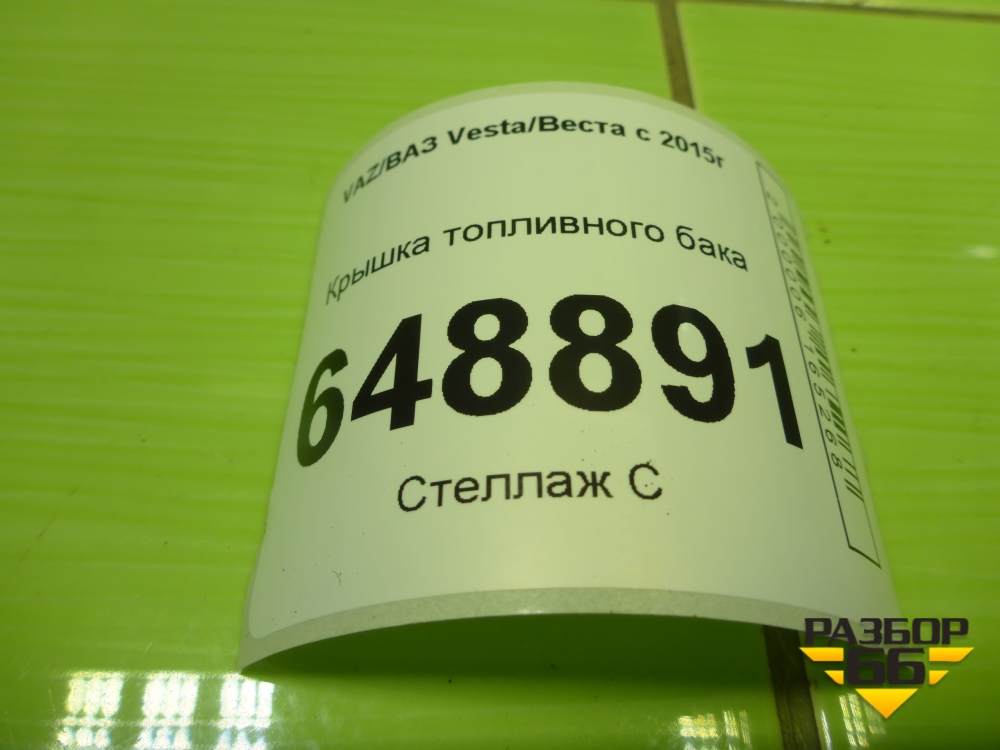 VAZ/ВАЗ Vesta/Веста с 2015г
Крышка топливного бака
648891
Стеллаж С
РАЗБОР
66